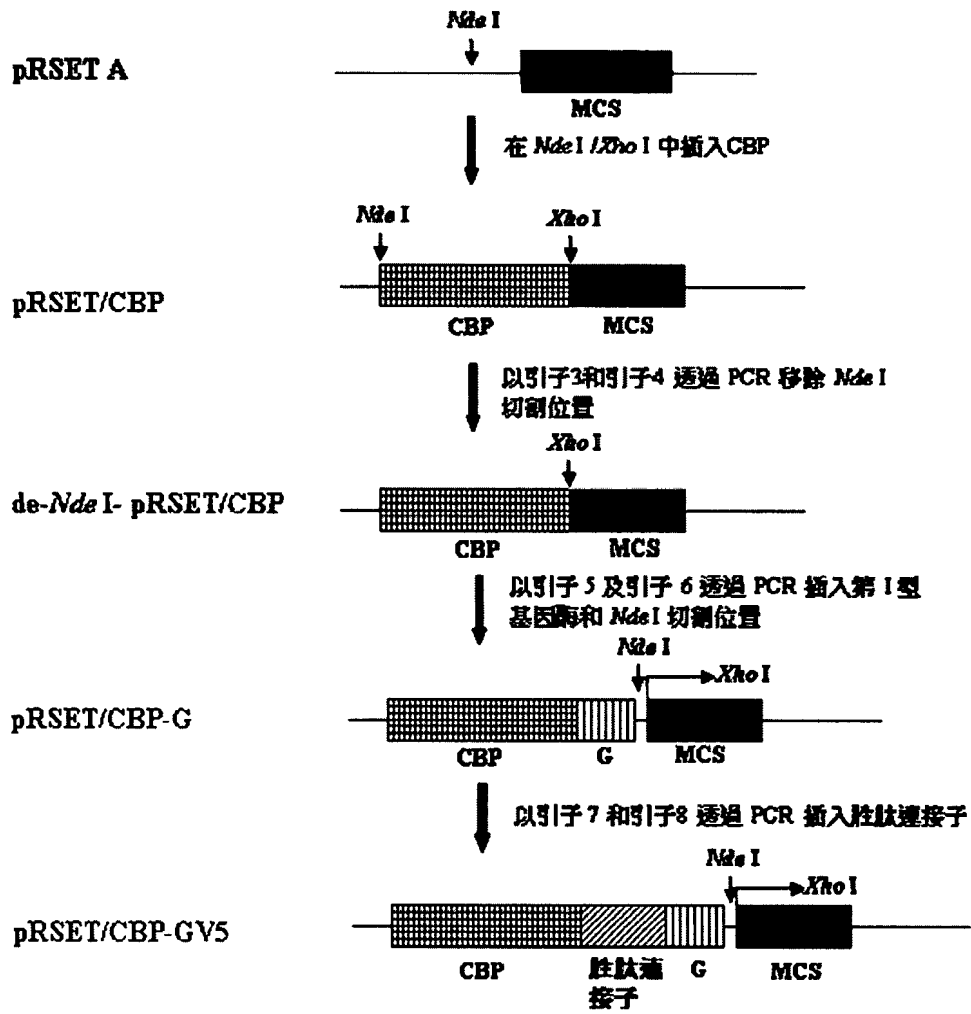 Nde I
pRSET A
MCS
在 Nde I /Xho I 中插入CBP
Nde I
Xho I
pRSET/CBP
CBP
MCS
以引子3和引子4 透過 PCR 移除 Nde I
切割位置
Xho I
de-Nde I- pRSET/CBP
CBP
MCS
以引子 5 及引子 6 透過 PCR 插入第 I 型
基因酶和 NdeI 切割位置
Nde I
Xho I
pRSET/CBP-G
CBP
G
MCS
以引子 7 和引子8 透過 PCR 插入胜肽連接子
Nde I
Xho I
pRSET/CBP-GV5
CBP
胜肽連
接子
G
MCS